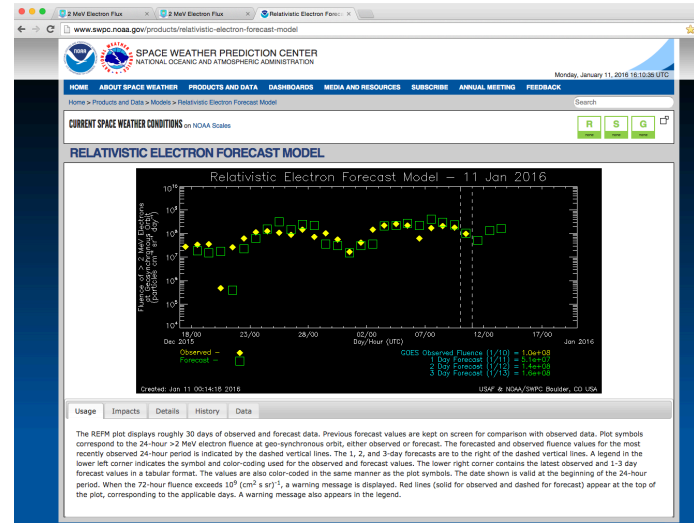 2 MeV Electron Flux
2 MeV Electron Flux
Relativistic Electron Forec
www.swpc.noaa.gov/products/relativistic-electron-forecast-model
NOAA
SPACE WEATHER PREDICTION CENTER
NATIONAL OCEANIC AND ATMOSPHERIC ADMINISTRATION
Monday, January 11, 2016 16:10:35 UTC
HOME ABOUT SPACE WEATHER PRODUCTS AND DATA DASHBOARDS MEDIA AND RESOURCES SUBSCRIBE ANNUAL MEETING FEEDBACK
Home > Products and Data > Models > Relativistic Electron Forecast Model
Search
CURRENT SPACE WEATHER CONDITIONS on NOAA Scales
R S G
none none none
RELATIVISTIC ELECTRON FORECAST MODEL
Relativistic Electron Forecast Model – 11 Jan 2016
Fluence of > 2 MeV Electrons
at Geosynchronous Orbit
(particles cm⁻² sr⁻¹ day⁻¹)
10¹⁰
10⁹
10⁸
10⁷
10⁶
10⁵
10⁴
18/00 23/00 28/00 02/00 07/00 12/00 17/00
Dec 2015 Day/Hour (UTC) Jan 2016
Observed –
Forecast –
GOES Observed Fluence (1/10) = 1.0e+08
1 Day Forecast (1/11) = 5.1e+07
2 Day Forecast (1/12) = 1.4e+08
3 Day Forecast (1/13) = 1.6e+08
Created: Jan 11 00:14:16 2016
USAF & NOAA/SWPC Boulder, CO USA
Usage Impacts Details History Data
The REFM plot displays roughly 30 days of observed and forecast data. Previous forecast values are kept on screen for comparison with observed data. Plot symbols
correspond to the 24-hour >2 MeV electron fluence at geo-synchronous orbit, either observed or forecast. The forecasted and observed fluence values for the most
recently observed 24-hour period is indicated by the dashed vertical lines. The 1, 2, and 3-day forecasts are to the right of the dashed vertical lines. A legend in the
lower left corner indicates the symbol and color-coding used for the observed and forecast values. The lower right corner contains the latest observed and 1-3 day
forecast values in a tabular format. The values are also color-coded in the same manner as the plot symbols. The date shown is valid at the beginning of the 24-hour
period. When the 72-hour fluence exceeds 10⁹ (cm² s sr)⁻¹, a warning message is displayed. Red lines (solid for observed and dashed for forecast) appear at the top of
the plot, corresponding to the applicable days. A warning message also appears in the legend.